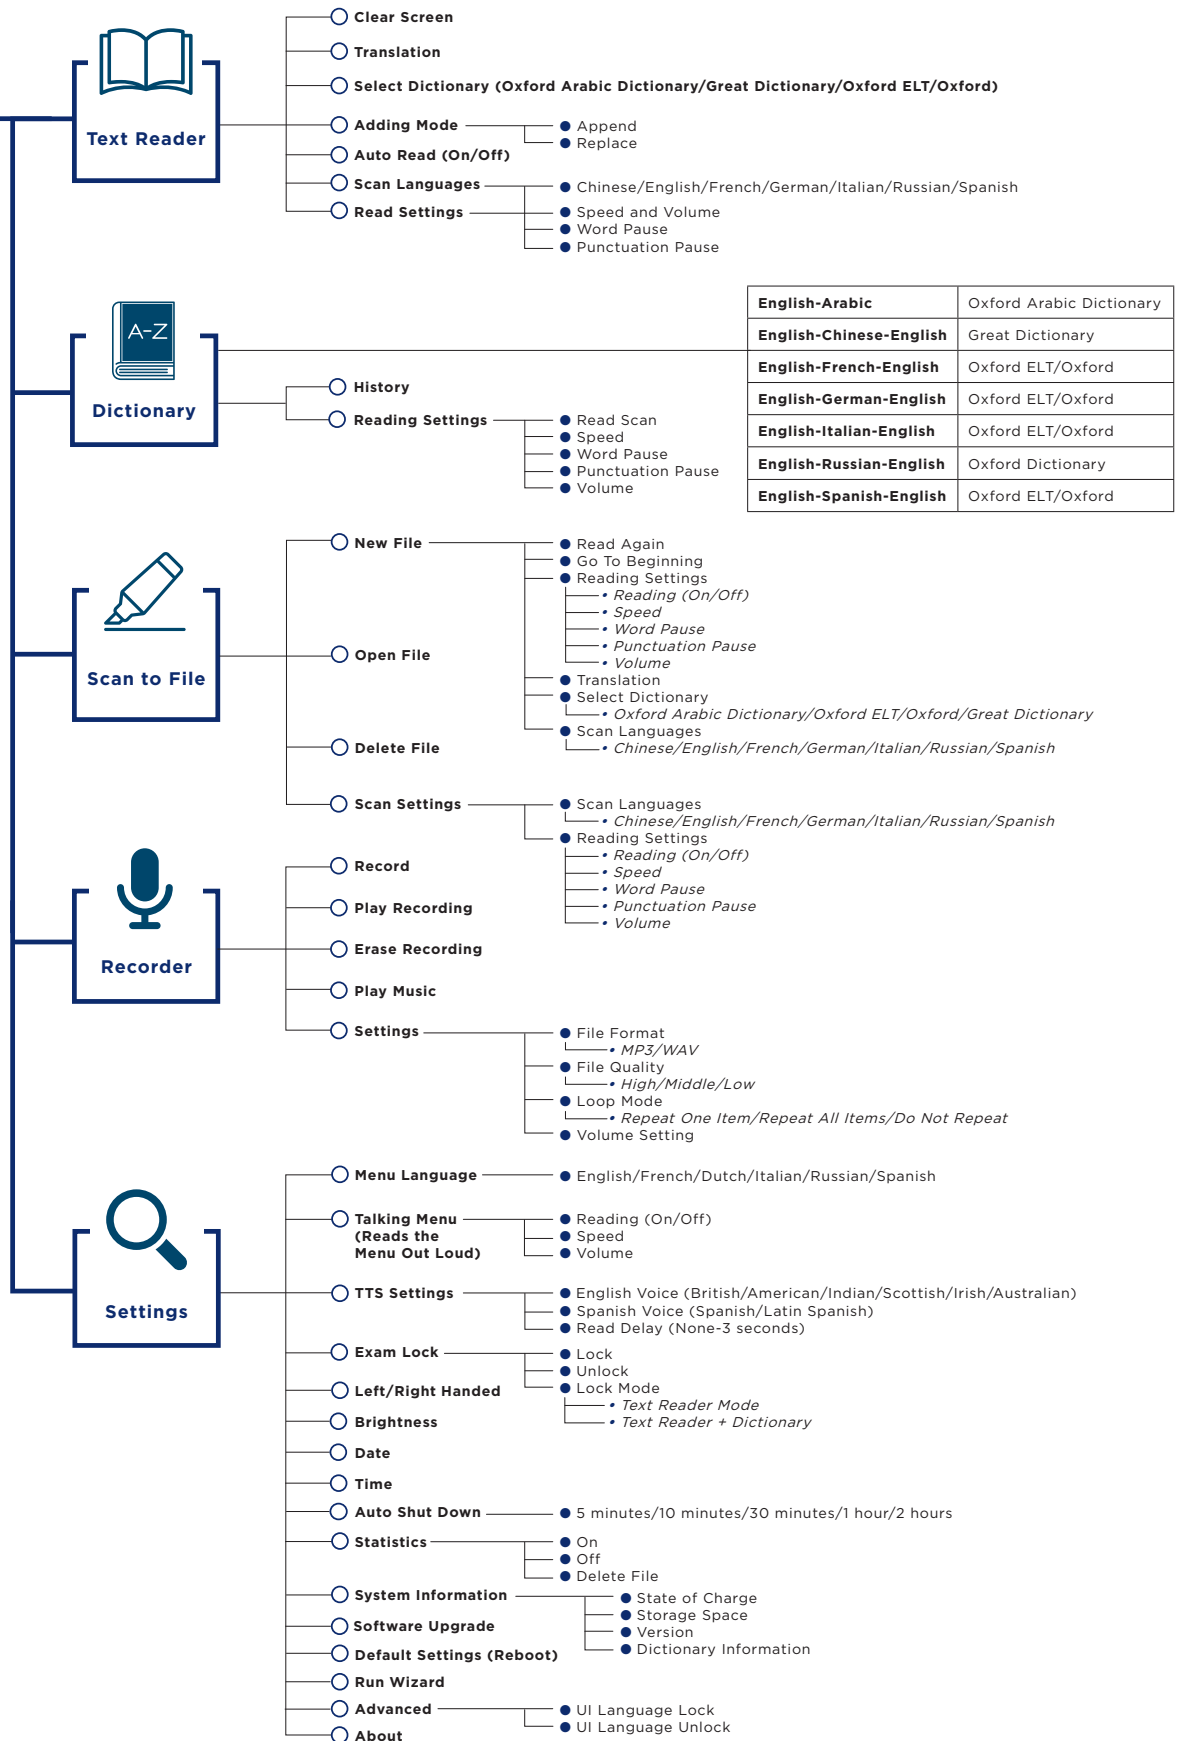 Text Reader
Clear Screen
Translation
Select Dictionary (Oxford Arabic Dictionary/Great Dictionary/Oxford ELT/Oxford)
Adding Mode
Append
Replace
Auto Read (On/Off)
Scan Languages
Chinese/English/French/German/Italian/Russian/Spanish
Read Settings
Speed and Volume
Word Pause
Punctuation Pause
A-Z
Dictionary
English-Arabic Oxford Arabic Dictionary
English-Chinese-English Great Dictionary
English-French-English Oxford ELT/Oxford
English-German-English Oxford ELT/Oxford
English-Italian-English Oxford ELT/Oxford
English-Russian-English Oxford Dictionary
English-Spanish-English Oxford ELT/Oxford
History
Reading Settings
Read Scan
Speed
Word Pause
Punctuation Pause
Volume
Scan to File
New File
Read Again
Go To Beginning
Reading Settings
Reading (On/Off)
Speed
Word Pause
Punctuation Pause
Volume
Translation
Select Dictionary
Oxford Arabic Dictionary/Oxford ELT/Oxford/Great Dictionary
Scan Languages
Chinese/English/French/German/Italian/Russian/Spanish
Open File
Delete File
Scan Settings
Scan Languages
Chinese/English/French/German/Italian/Russian/Spanish
Reading Settings
Reading (On/Off)
Speed
Word Pause
Punctuation Pause
Volume
Recorder
Record
Play Recording
Erase Recording
Play Music
Settings
File Format
MP3/WAV
File Quality
High/Middle/Low
Loop Mode
Repeat One Item/Repeat All Items/Do Not Repeat
Volume Setting
Settings
Menu Language
English/French/Dutch/Italian/Russian/Spanish
Talking Menu
(Reads the
Menu Out Loud)
Reading (On/Off)
Speed
Volume
TTS Settings
English Voice (British/American/Indian/Scottish/Irish/Australian)
Spanish Voice (Spanish/Latin Spanish)
Read Delay (None-3 seconds)
Exam Lock
Lock
Unlock
Lock Mode
Text Reader Mode
Text Reader + Dictionary
Left/Right Handed
Brightness
Date
Time
Auto Shut Down
5 minutes/10 minutes/30 minutes/1 hour/2 hours
Statistics
On
Off
Delete File
System Information
State of Charge
Storage Space
Version
Dictionary Information
Software Upgrade
Default Settings (Reboot)
Run Wizard
Advanced
UI Language Lock
UI Language Unlock
About